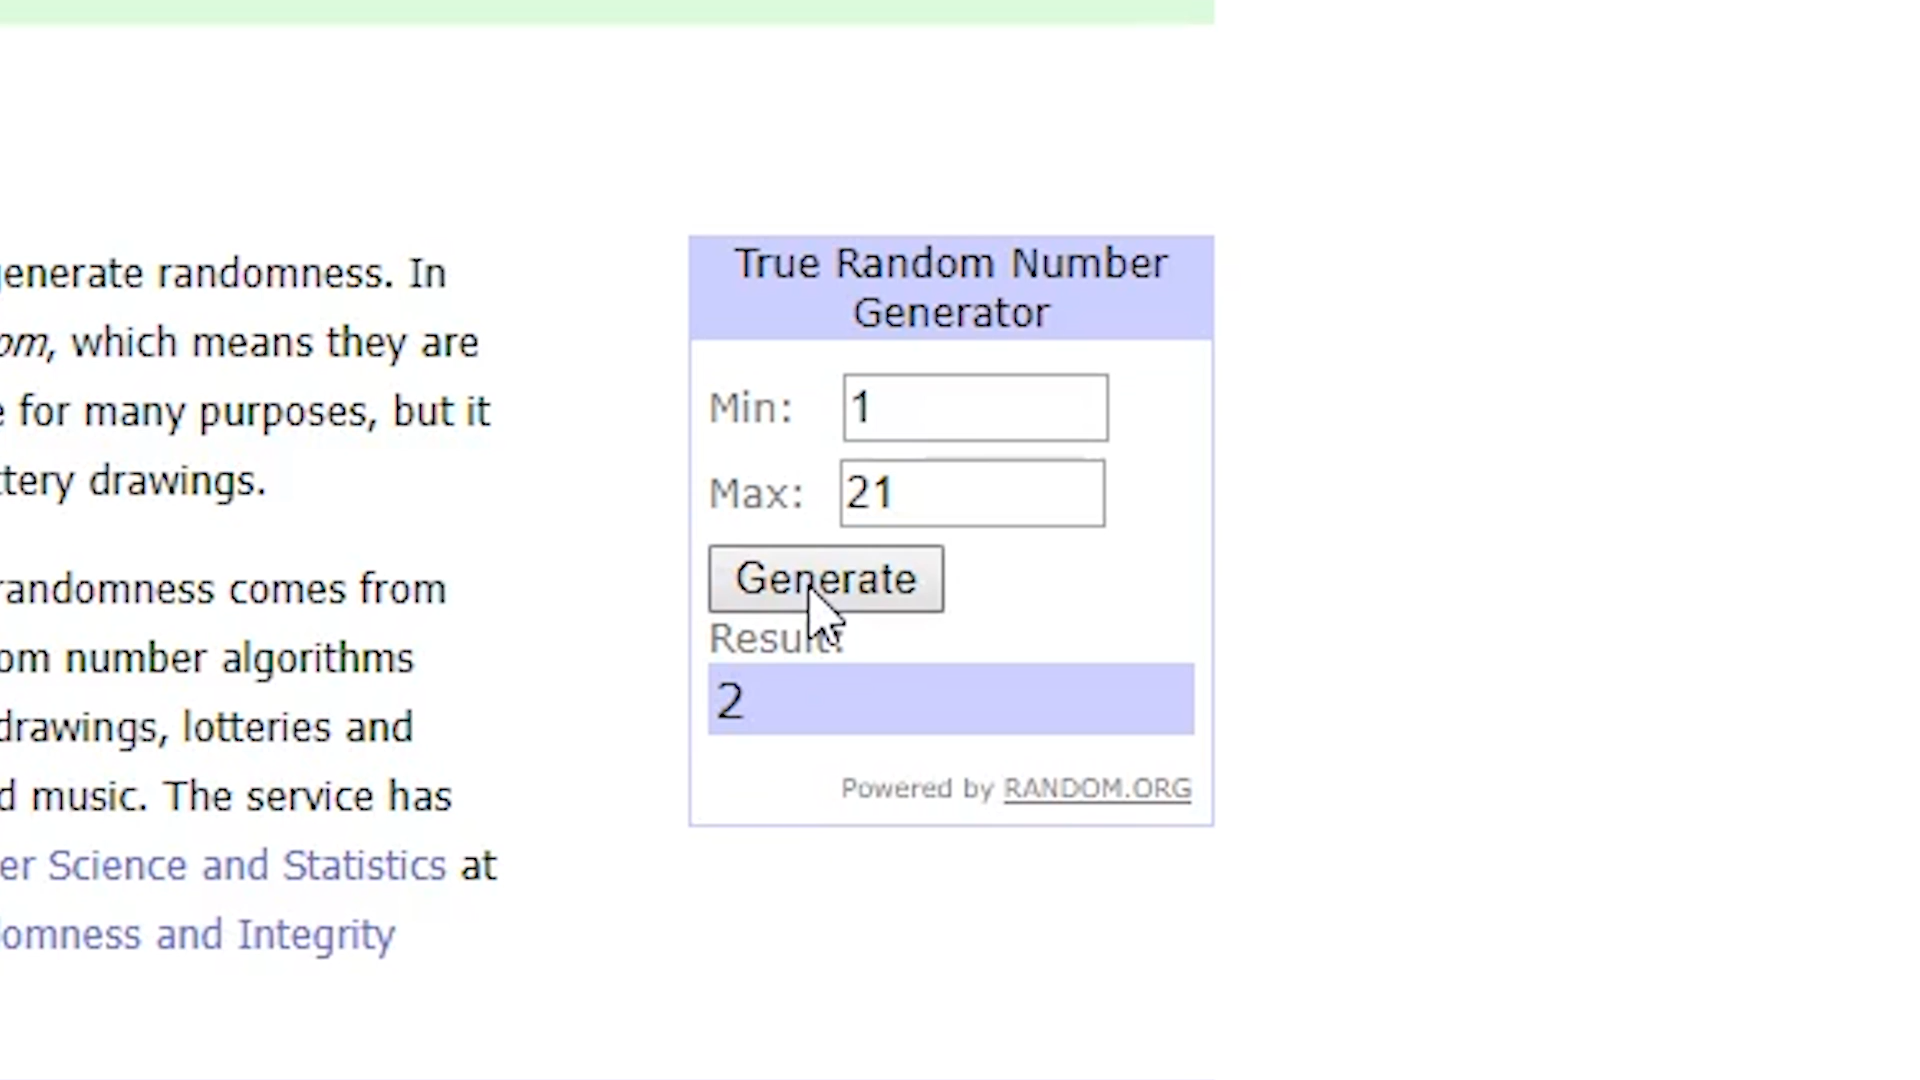 generate randomness. In
om, which means they are
e for many purposes, but it
ttery drawings.
randomness comes from
om number algorithms
drawings, lotteries and
d music. The service has
er Science and Statistics at
domness and Integrity
True Random Number
Generator
Min: 1
Max: 21
Generate
Result:
2
Powered by RANDOM.ORG